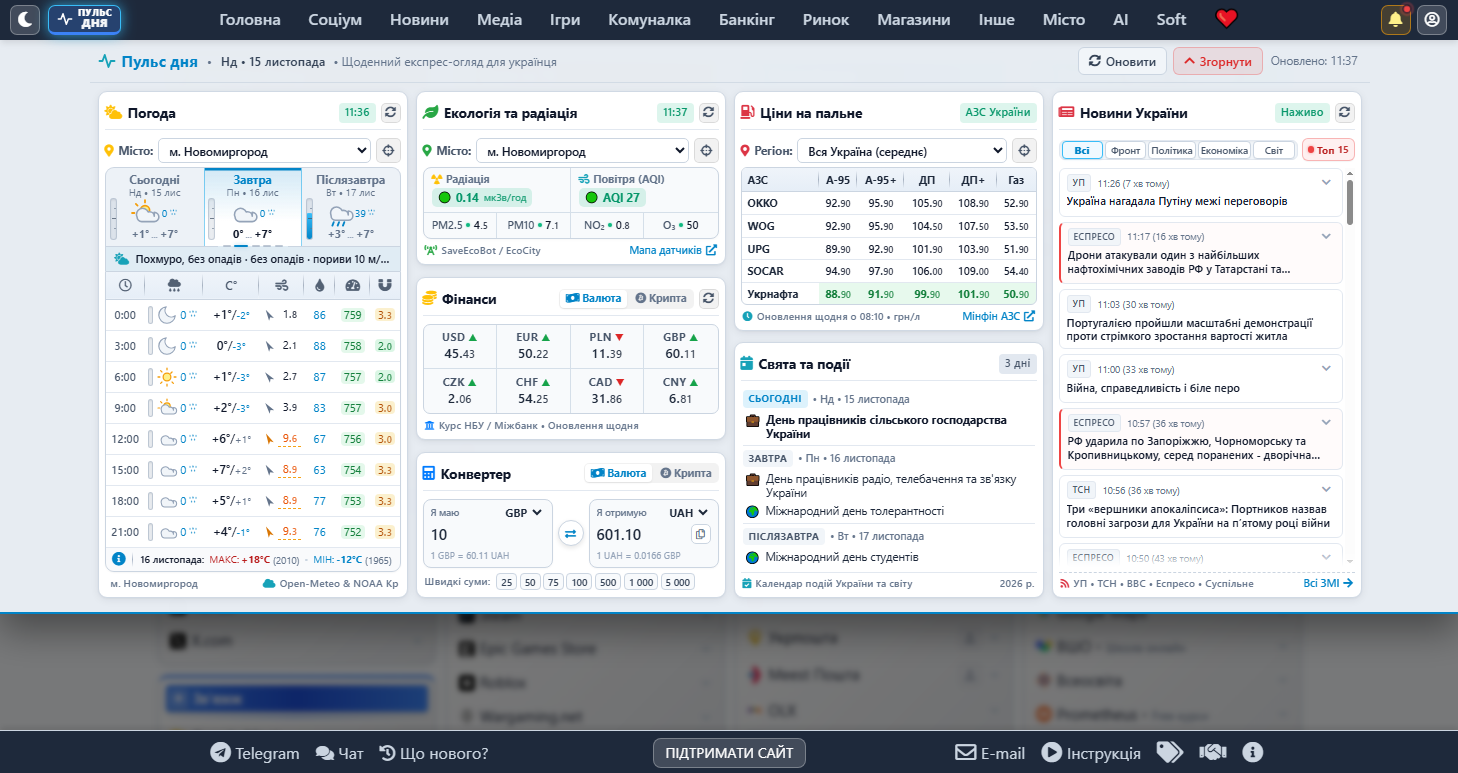 ПУЛЬС ДНЯ
Головна Соціум Новини Медіа Ігри Комуналка Банкінг Ринок Магазини Інше Місто AI Soft
Пульс дня • Нд • 15 листопада • Щоденний експрес-огляд для українця
Оновити Згорнути Оновлено: 11:37
Погода 11:36
Місто: м. Новомиргород
Сьогодні Завтра Післязавтра
Нд • 15 лис Пн • 16 лис Вт • 17 лис
0 0 39
+1° .. +7° 0° .. +7° +3° .. +7°
Похмуро, без опадів · без опадів · пориви 10 м/...
C°
0:00 0 +1°/-2° 1.8 86 759 3.3
3:00 0 0°/-3° 2.1 88 758 2.0
6:00 0 +1°/-3° 2.7 87 757 2.0
9:00 0 +2°/-3° 3.9 83 757 3.0
12:00 0 +6°/+1° 9.6 67 756 3.0
15:00 0 +7°/+2° 8.9 63 754 3.3
18:00 0 +5°/+1° 8.9 77 753 3.3
21:00 0 +4°/-1° 9.3 76 752 3.3
16 листопада: МАКС: +18°C (2010) · МІН: -12°C (1965)
м. Новомиргород Open-Meteo & NOAA Kp
Екологія та радіація 11:37
Місто: м. Новомиргород
Радіація Повітря (AQI)
0.14 мкЗв/год AQI 27
PM2.5 • 4.5 PM10 • 7.1 NO₂ • 0.8 O₃ • 50
SaveEcoBot / EcoCity Мапа датчиків
Фінанси Валюта Крипта
USD EUR PLN GBP
45.43 50.22 11.39 60.11
CZK CHF CAD CNY
2.06 54.25 31.86 6.81
Курс НБУ / Міжбанк • Оновлення щодня
Конвертер Валюта Крипта
Я маю GBP Я отримую UAH
10 601.10
1 GBP = 60.11 UAH 1 UAH = 0.0166 GBP
Швидкі суми: 25 50 75 100 500 1 000 5 000
Ціни на пальне АЗС України
Регіон: Вся Україна (середнє)
АЗС А-95 А-95+ ДП ДП+ Газ
ОККО 92.90 95.90 105.90 108.90 52.90
WOG 92.90 95.90 104.50 107.50 53.50
UPG 89.90 92.90 101.90 103.90 51.90
SOCAR 94.90 97.90 106.00 109.00 54.40
Укрнафта 88.90 91.90 99.90 101.90 50.90
Оновлення щодня о 08:10 • грн/л Мінфін АЗС
Свята та події 3 дні
СЬОГОДНІ • Нд • 15 листопада
День працівників сільського господарства
України
ЗАВТРА • Пн • 16 листопада
День працівників радіо, телебачення та зв'язку
України
Міжнародний день толерантності
ПІСЛЯЗАВТРА • Вт • 17 листопада
Міжнародний день студентів
Календар подій України та світу 2026 р.
Новини України Наживо
Всі Фронт Політика Економіка Світ Топ 15
УП 11:26 (7 хв тому)
Україна нагадала Путіну межі переговорів
ЕСПРЕСО 11:17 (16 хв тому)
Дрони атакували один з найбільших
нафтохімічних заводів РФ у Татарстані та...
УП 11:03 (30 хв тому)
Португалією пройшли масштабні демонстрації
проти стрімкого зростання вартості житла
УП 11:00 (33 хв тому)
Війна, справедливість і біле перо
ЕСПРЕСО 10:57 (36 хв тому)
РФ ударила по Запоріжжю, Чорноморську та
Кропивницькому, серед поранених - дворічна...
ТСН 10:56 (36 хв тому)
Три «вершники апокаліпсиса»: Портников назвав
головні загрози для України на п'ятому році війни
ЕСПРЕСО 10:50 (43 хв тому)
УП • ТСН • BBC • Еспресо • Суспільне Всі ЗМІ
Epic Games Store
Roblox
Wargaming.net
Укрпошта
Meest Пошта
OLX
Всеосвіта
Prometheus
Telegram Чат Що нового? ПІДТРИМАТИ САЙТ E-mail Інструкція